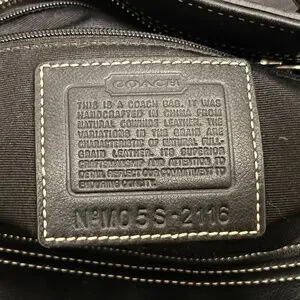 COACH
THIS IS A COACH BAG. IT WAS
HANDCRAFTED IN CHINA FROM
NATURAL COWHIDE LEATHER. THE
VARIATIONS IN THE GRAIN ARE
CHARACTERISTIC OF NATURAL FULL-
GRAIN LEATHER. ITS SUPERIOR
CRAFTSMANSHIP AND ATTENTION TO
DETAIL REFLECT OUR COMMITMENT TO
ENDURING QUALITY.
Nº M05S-2116